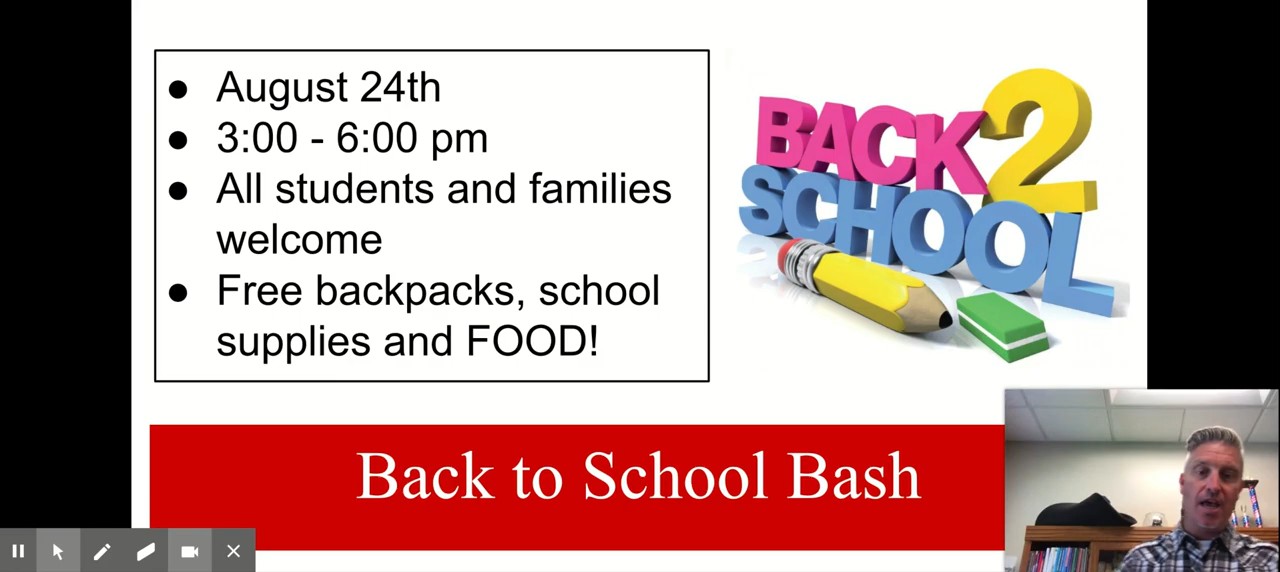 ● August 24th
● 3:00 - 6:00 pm
● All students and families
welcome
● Free backpacks, school
supplies and FOOD!
BACK 2
SCHOOL
Back to School Bash